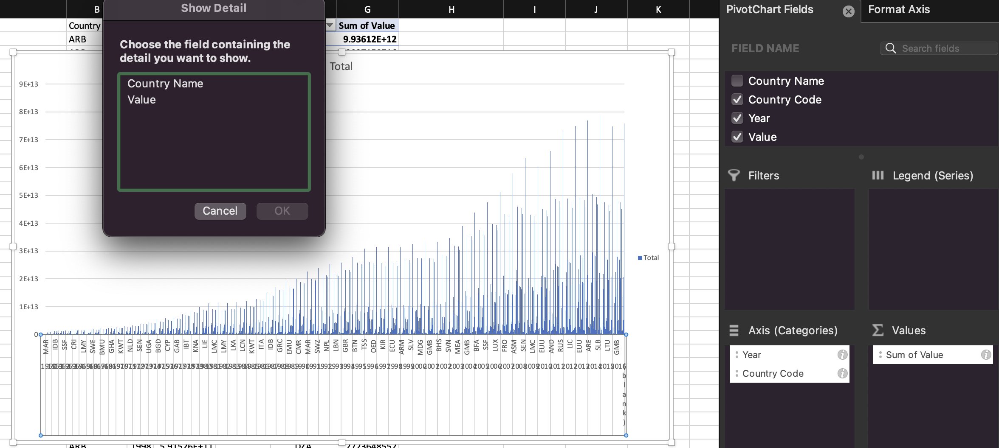 Show Detail
B G H I J K
PivotChart Fields
Format Axis
Country
Sum of Value
ARB
9.93612E+12
Choose the field containing the
detail you want to show.
Country Name
Value
Cancel
OK
Total
9E+13
8E+13
7E+13
6E+13
5E+13
4E+13
3E+13
2E+13
1E+13
0
Total
MAR IDB SSF CRI LMY SWE BMU GHA KWT NLD SEN UGA BGD CYP GAB IBT KNA LIE LMC LMY LKA LCN KWT ITA IDB GRC EMU CMR MAR SWZ NPL LBN GBR BTN TSS OED KIR ECU ARM SLV MDG GMB BHS SVN MEA GMB BFA SSF LUX FRO ASM SEN LMC EUU AND RUS LIC EUU ARE SLB LTU GMB
(blank)
ARB 1998 5.91526E+11 DZA 2723648552
FIELD NAME
Search fields
Country Name
Country Code
Year
Value
Filters
Legend (Series)
Axis (Categories)
Values
Year
Country Code
Sum of Value